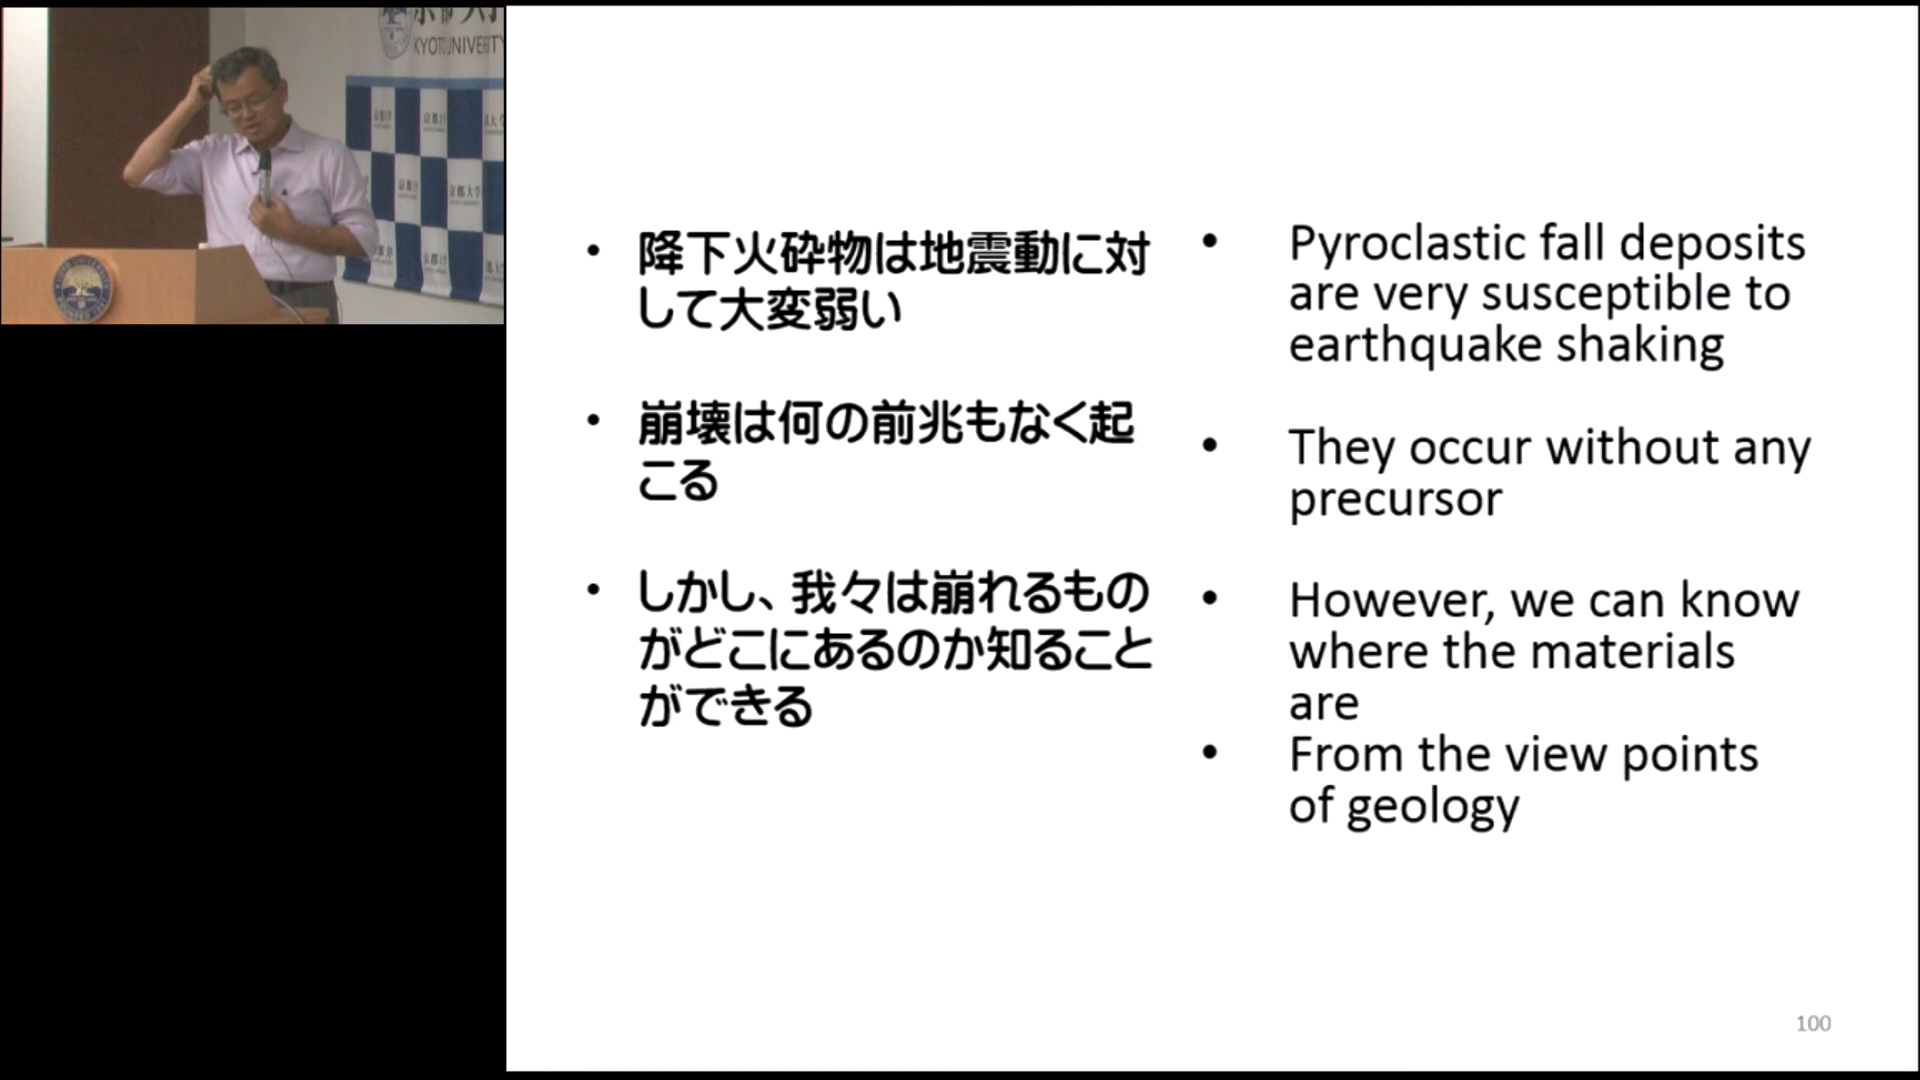 KYOTO UNIVERSITY
京都大学
• 降下火砕物は地震動に対
して大変弱い
• 崩壊は何の前兆もなく起
こる
• しかし、我々は崩れるもの
がどこにあるのか知ること
ができる
• Pyroclastic fall deposits
are very susceptible to
earthquake shaking
• They occur without any
precursor
• However, we can know
where the materials
are
• From the view points
of geology
100